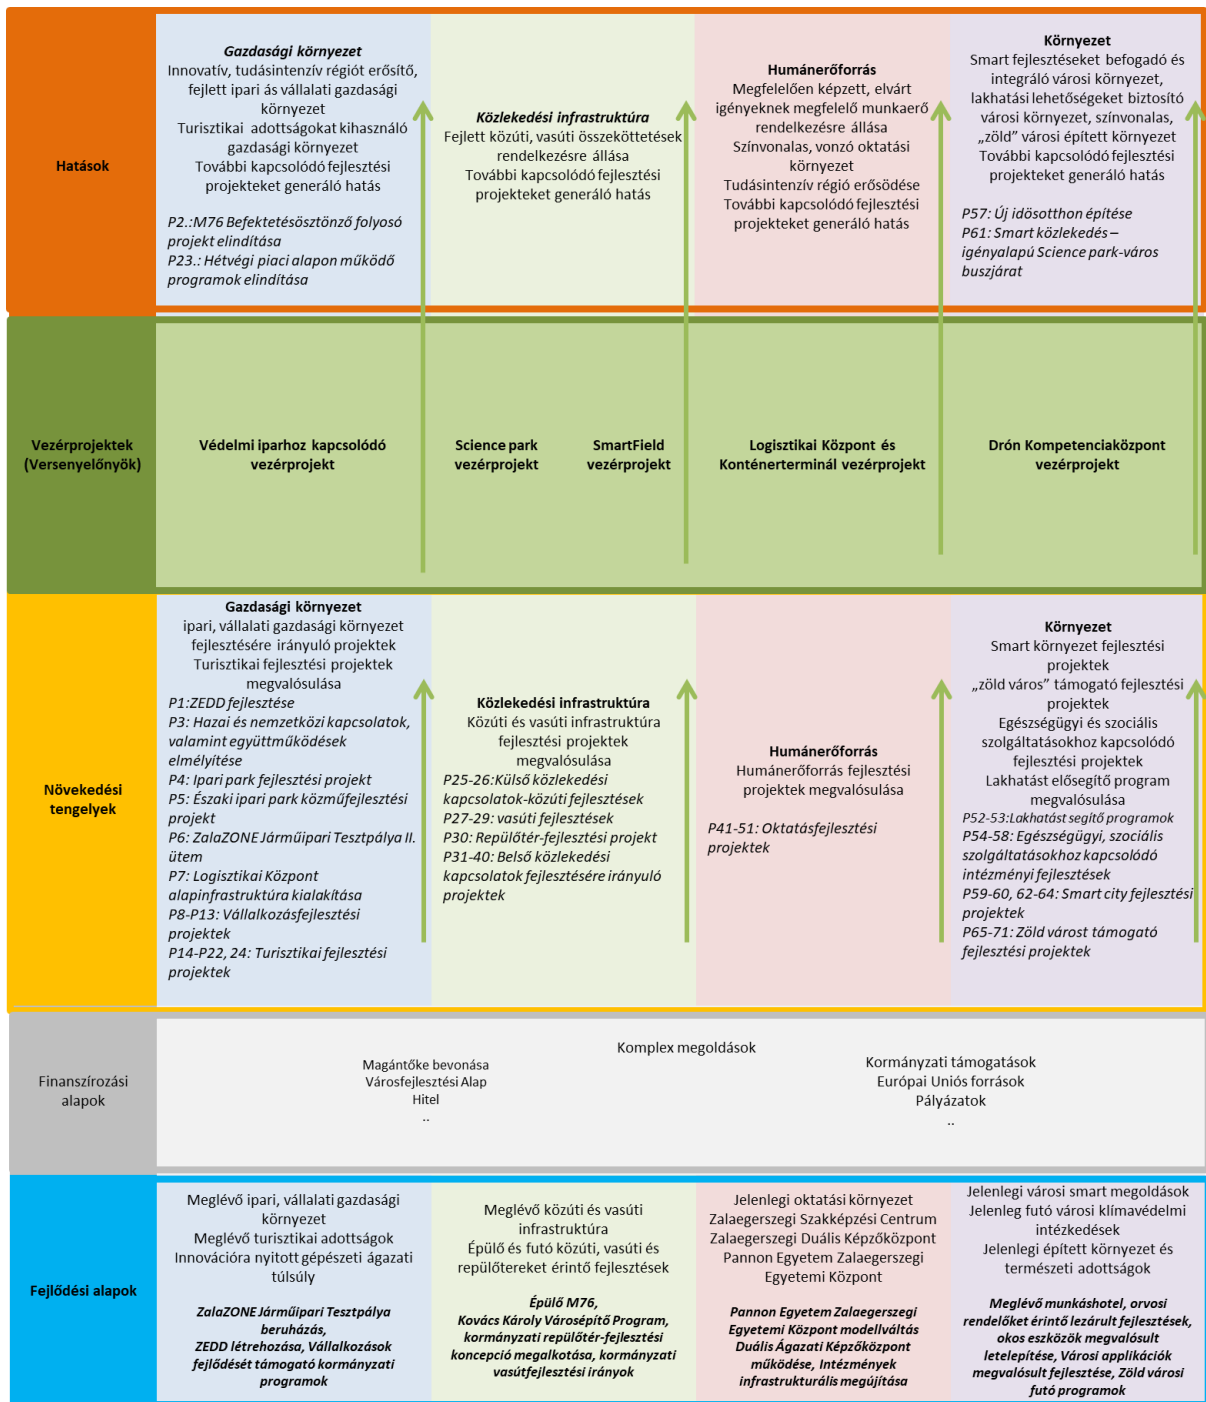 Hatások
Gazdasági környezet
Innovatív, tudásintenzív régiót erősítő,
fejlett ipari ás vállalati gazdasági
környezet
Turisztikai adottságokat kihasználó
gazdasági környezet
További kapcsolódó fejlesztési
projekteket generáló hatás
P2.:M76 Befektetésösztönző folyosó
projekt elindítása
P23.: Hétvégi piaci alapon működő
programok elindítása
Közlekedési infrastruktúra
Fejlett közúti, vasúti összeköttetések
rendelkezésre állása
További kapcsolódó fejlesztési
projekteket generáló hatás
Humánerőforrás
Megfelelően képzett, elvárt
igényeknek megfelelő munkaerő
rendelkezésre állása
Színvonalas, vonzó oktatási
környezet
Tudásintenzív régió erősödése
További kapcsolódó fejlesztési
projekteket generáló hatás
Környezet
Smart fejlesztéseket befogadó és
integráló városi környezet,
lakhatási lehetőségeket biztosító
városi környezet, színvonalas,
„zöld” városi épített környezet
További kapcsolódó fejlesztési
projekteket generáló hatás
P57: Új idösotthon építése
P61: Smart közlekedés –
igényalapú Science park-város
buszjárat
Vezérprojektek
(Versenyelőnyök)
Védelmi iparhoz kapcsolódó
vezérprojekt
Science park
vezérprojekt
SmartField
vezérprojekt
Logisztikai Központ és
Konténerterminál vezérprojekt
Drón Kompetenciaközpont
vezérprojekt
Növekedési
tengelyek
Gazdasági környezet
ipari, vállalati gazdasági környezet
fejlesztésére irányuló projektek
Turisztikai fejlesztési projektek
megvalósulása
P1:ZEDD fejlesztése
P3: Hazai és nemzetközi kapcsolatok,
valamint együttműködések
elmélyítése
P4: Ipari park fejlesztési projekt
P5: Északi ipari park közműfejlesztési
projekt
P6: ZalaZONE Járműipari Tesztpálya II.
ütem
P7: Logisztikai Központ
alapinfrastruktúra kialakítása
P8-P13: Vállalkozásfejlesztési
projektek
P14-P22, 24: Turisztikai fejlesztési
projektek
Közlekedési infrastruktúra
Közúti és vasúti infrastruktúra
fejlesztési projektek
megvalósulása
P25-26:Külső közlekedési
kapcsolatok-közúti fejlesztések
P27-29: vasúti fejlesztések
P30: Repülőtér-fejlesztési projekt
P31-40: Belső közlekedési
kapcsolatok fejlesztésére irányuló
projektek
Humánerőforrás
Humánerőforrás fejlesztési
projektek megvalósulása
P41-51: Oktatásfejlesztési
projektek
Környezet
Smart környezet fejlesztési
projektek
„zöld város” támogató fejlesztési
projektek
Egészségügyi és szociális
szolgáltatásokhoz kapcsolódó
fejlesztési projektek
Lakhatást elősegítő program
megvalósulása
P52-53:Lakhatást segítő programok
P54-58: Egészségügyi, szociális
szolgáltatásokhoz kapcsolódó
intézményi fejlesztések
P59-60, 62-64: Smart city fejlesztési
projektek
P65-71: Zöld várost támogató
fejlesztési projektek
Finanszírozási
alapok
Komplex megoldások
Magántőke bevonása
Városfejlesztési Alap
Hitel
..
Kormányzati támogatások
Európai Uniós források
Pályázatok
..
Fejlődési alapok
Meglévő ipari, vállalati gazdasági
környezet
Meglévő turisztikai adottságok
Innovációra nyitott gépészeti ágazati
túlsúly
ZalaZONE Járműipari Tesztpálya
beruházás,
ZEDD létrehozása, Vállalkozások
fejlődését támogató kormányzati
programok
Meglévő közúti és vasúti
infrastruktúra
Épülő és futó közúti, vasúti és
repülőtereket érintő fejlesztések
Épülő M76,
Kovács Károly Városépítő Program,
kormányzati repülőtér-fejlesztési
koncepció megalkotása, kormányzati
vasútfejlesztési irányok
Jelenlegi oktatási környezet
Zalaegerszegi Szakképzési Centrum
Zalaegerszegi Duális Képzőközpont
Pannon Egyetem Zalaegerszegi
Egyetemi Központ
Pannon Egyetem Zalaegerszegi
Egyetemi Központ modellváltás
Duális Ágazati Képzőközpont
működése, Intézmények
infrastrukturális megújítása
Jelenlegi városi smart megoldások
Jelenleg futó városi klímavédelmi
intézkedések
Jelenlegi épített környezet és
természeti adottságok
Meglévő munkáshotel, orvosi
rendelőket érintő lezárult fejlesztések,
okos eszközök megvalósult
letelepítése, Városi applikációk
megvalósult fejlesztése, Zöld városi
futó programok